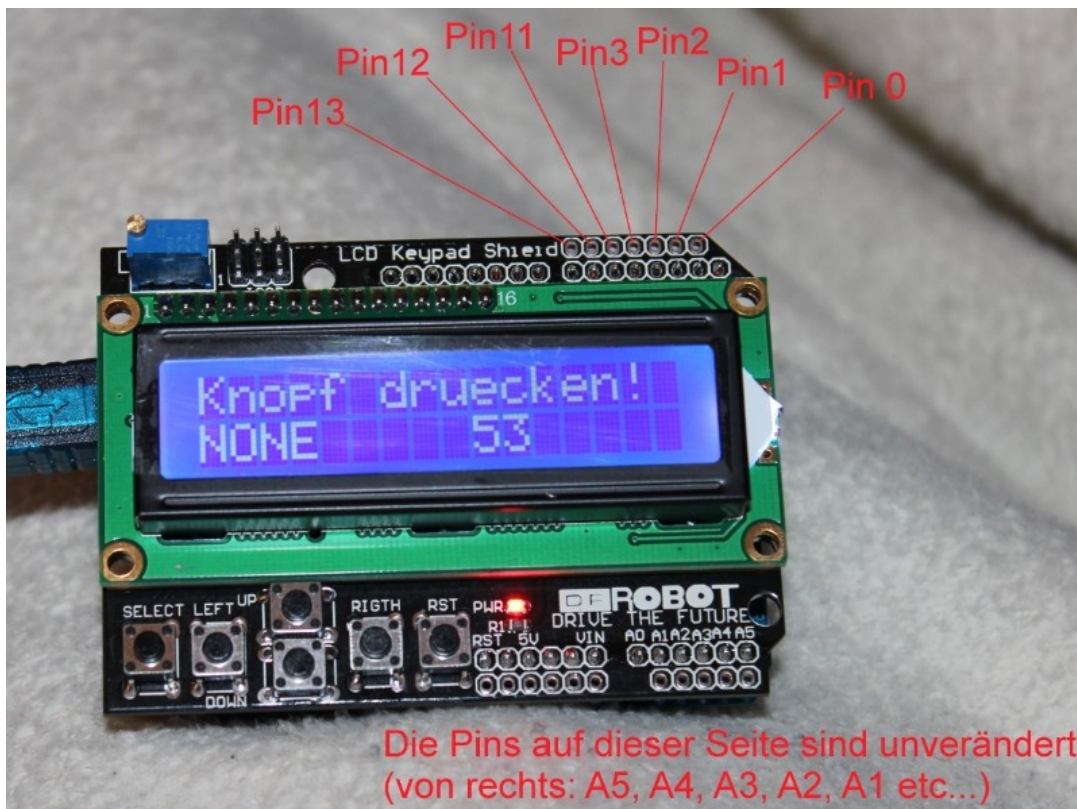 Pin11
Pin3
Pin2
Pin12
Pin1
Pin 0
Pin13
LCD Keypad Shield
1
1
16
Knopf druecken!
NONE 53
SELECT LEFT UP RIGTH RST PWR
DFROBOT
DRIVE THE FUTURE
RST 5V VIN A0 A1 A2 A3 A4 A5
DOWN
Die Pins auf dieser Seite sind unverändert
(von rechts: A5, A4, A3, A2, A1 etc...)